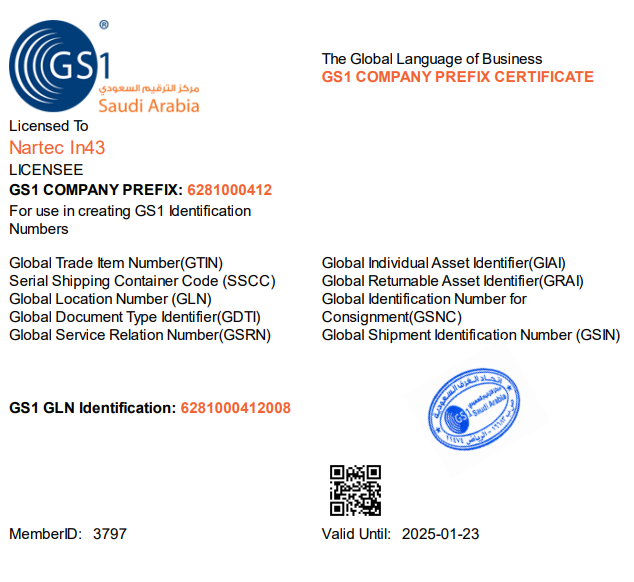 GS1®
مركز الترقيم السعودي
Saudi Arabia
The Global Language of Business
GS1 COMPANY PREFIX CERTIFICATE
Licensed To
Nartec In43
LICENSEE
GS1 COMPANY PREFIX: 6281000412
For use in creating GS1 Identification
Numbers
Global Trade Item Number(GTIN)
Serial Shipping Container Code (SSCC)
Global Location Number (GLN)
Global Document Type Identifier(GDTI)
Global Service Relation Number(GSRN)
Global Individual Asset Identifier(GIAI)
Global Returnable Asset Identifier(GRAI)
Global Identification Number for
Consignment(GSNC)
Global Shipment Identification Number (GSIN)
GS1 GLN Identification: 6281000412008
إتحاد الغرف السعودية
GS1
Saudi Arabia
الرياض
MemberID: 3797
Valid Until: 2025-01-23